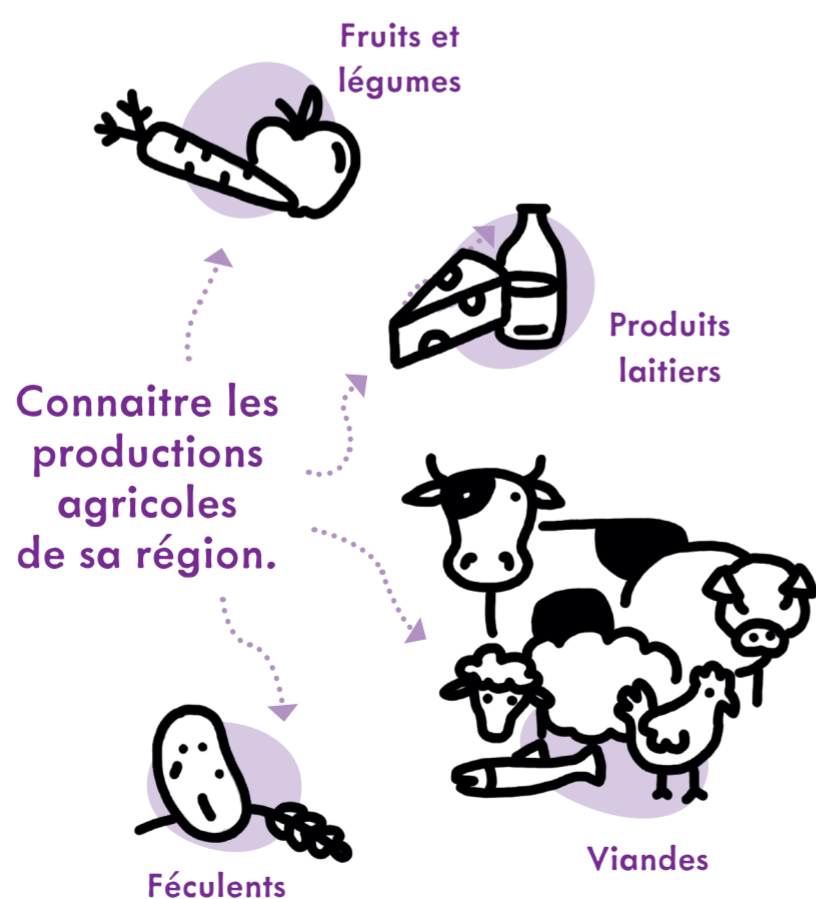 Fruits et
légumes
Produits
laitiers
Connaitre les
productions
agricoles
de sa région.
Viandes
Féculents